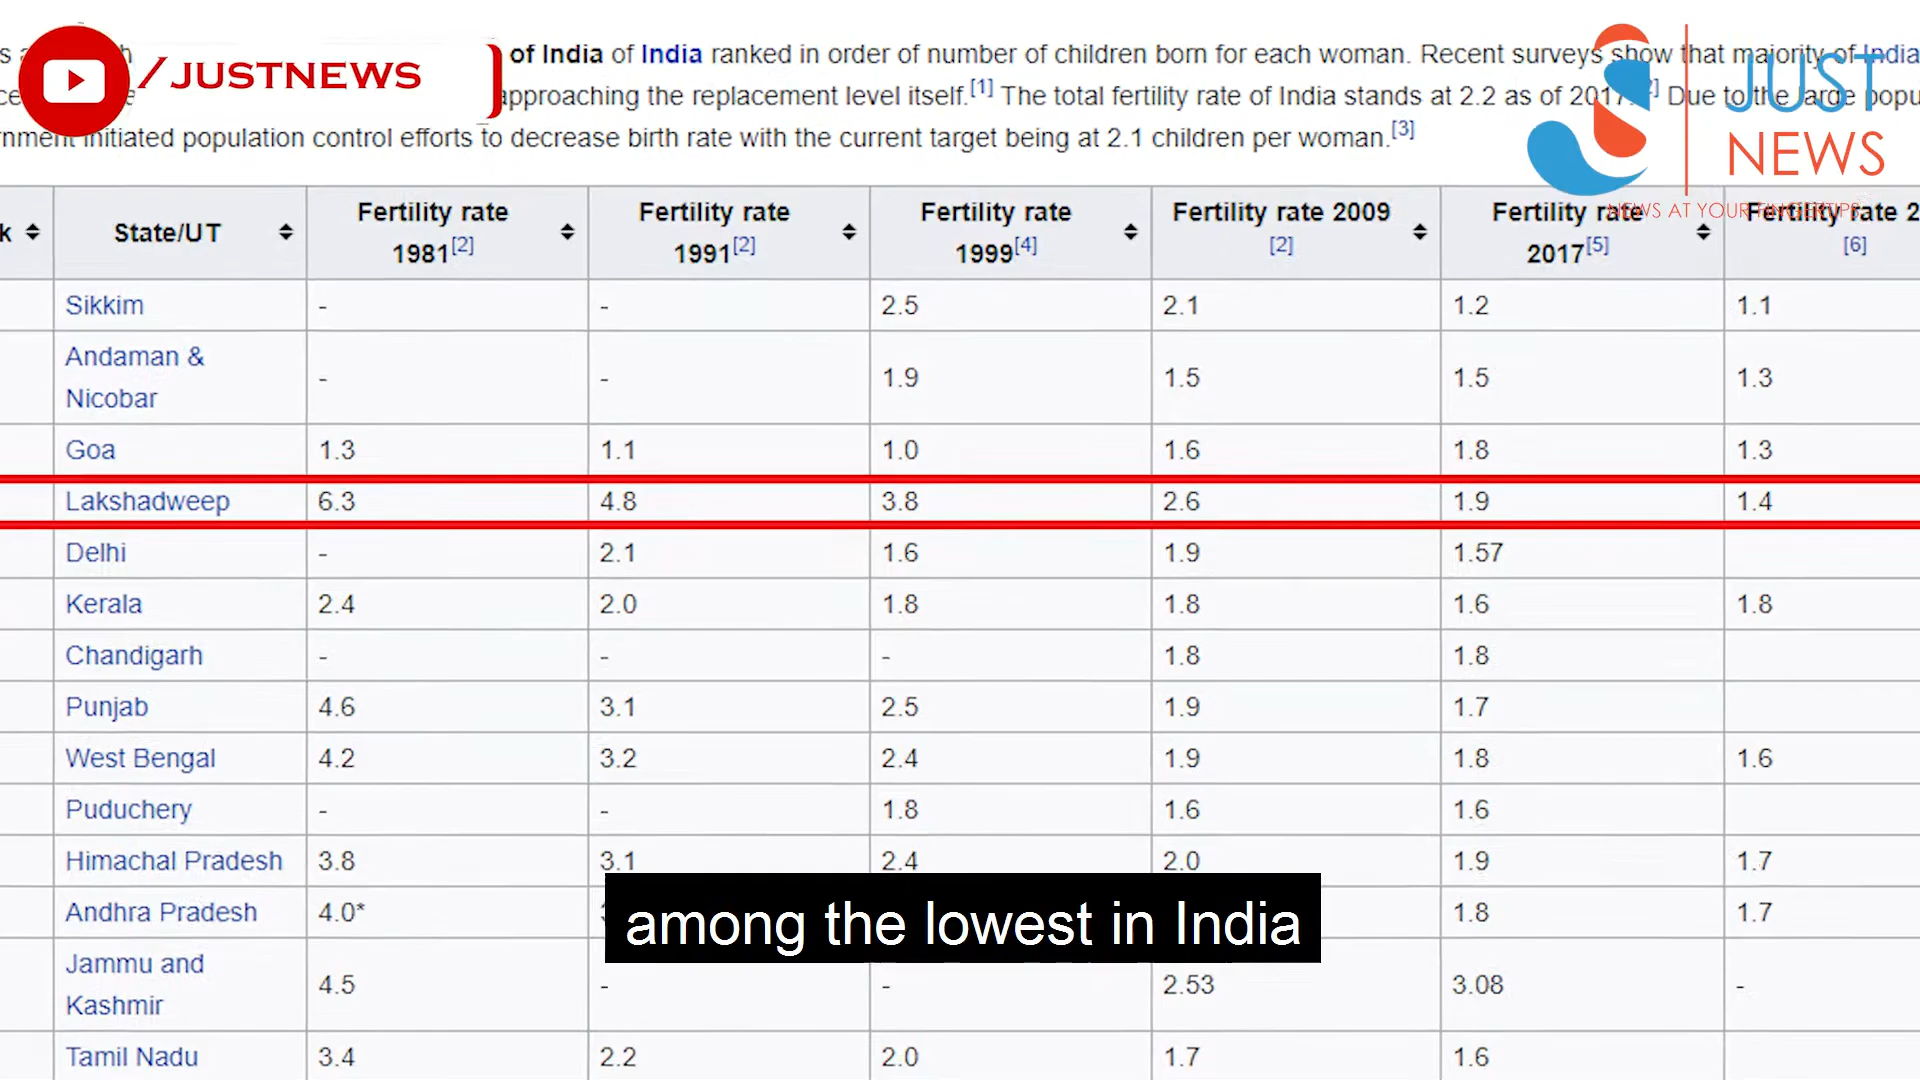 /JUSTNEWS
of India of India ranked in order of number of children born for each woman. Recent surveys show that majority of India
approaching the replacement level itself.[1] The total fertility rate of India stands at 2.2 as of 2017.[2] Due to the large popu
rnment initiated population control efforts to decrease birth rate with the current target being at 2.1 children per woman.[3]
JUST
NEWS
NEWS AT YOUR FINGERTIPS
k State/UT Fertility rate 1981[2] Fertility rate 1991[2] Fertility rate 1999[4] Fertility rate 2009 [2] Fertility rate 2017[5] Fertility rate 2 [6]
Sikkim - - 2.5 2.1 1.2 1.1
Andaman & Nicobar - - 1.9 1.5 1.5 1.3
Goa 1.3 1.1 1.0 1.6 1.8 1.3
Lakshadweep 6.3 4.8 3.8 2.6 1.9 1.4
Delhi - 2.1 1.6 1.9 1.57
Kerala 2.4 2.0 1.8 1.8 1.6 1.8
Chandigarh - - - 1.8 1.8
Punjab 4.6 3.1 2.5 1.9 1.7
West Bengal 4.2 3.2 2.4 1.9 1.8 1.6
Puduchery - - 1.8 1.6 1.6
Himachal Pradesh 3.8 3.1 2.4 2.0 1.9 1.7
Andhra Pradesh 4.0* 1.8 1.7
among the lowest in India
Jammu and Kashmir 4.5 - - 2.53 3.08 -
Tamil Nadu 3.4 2.2 2.0 1.7 1.6